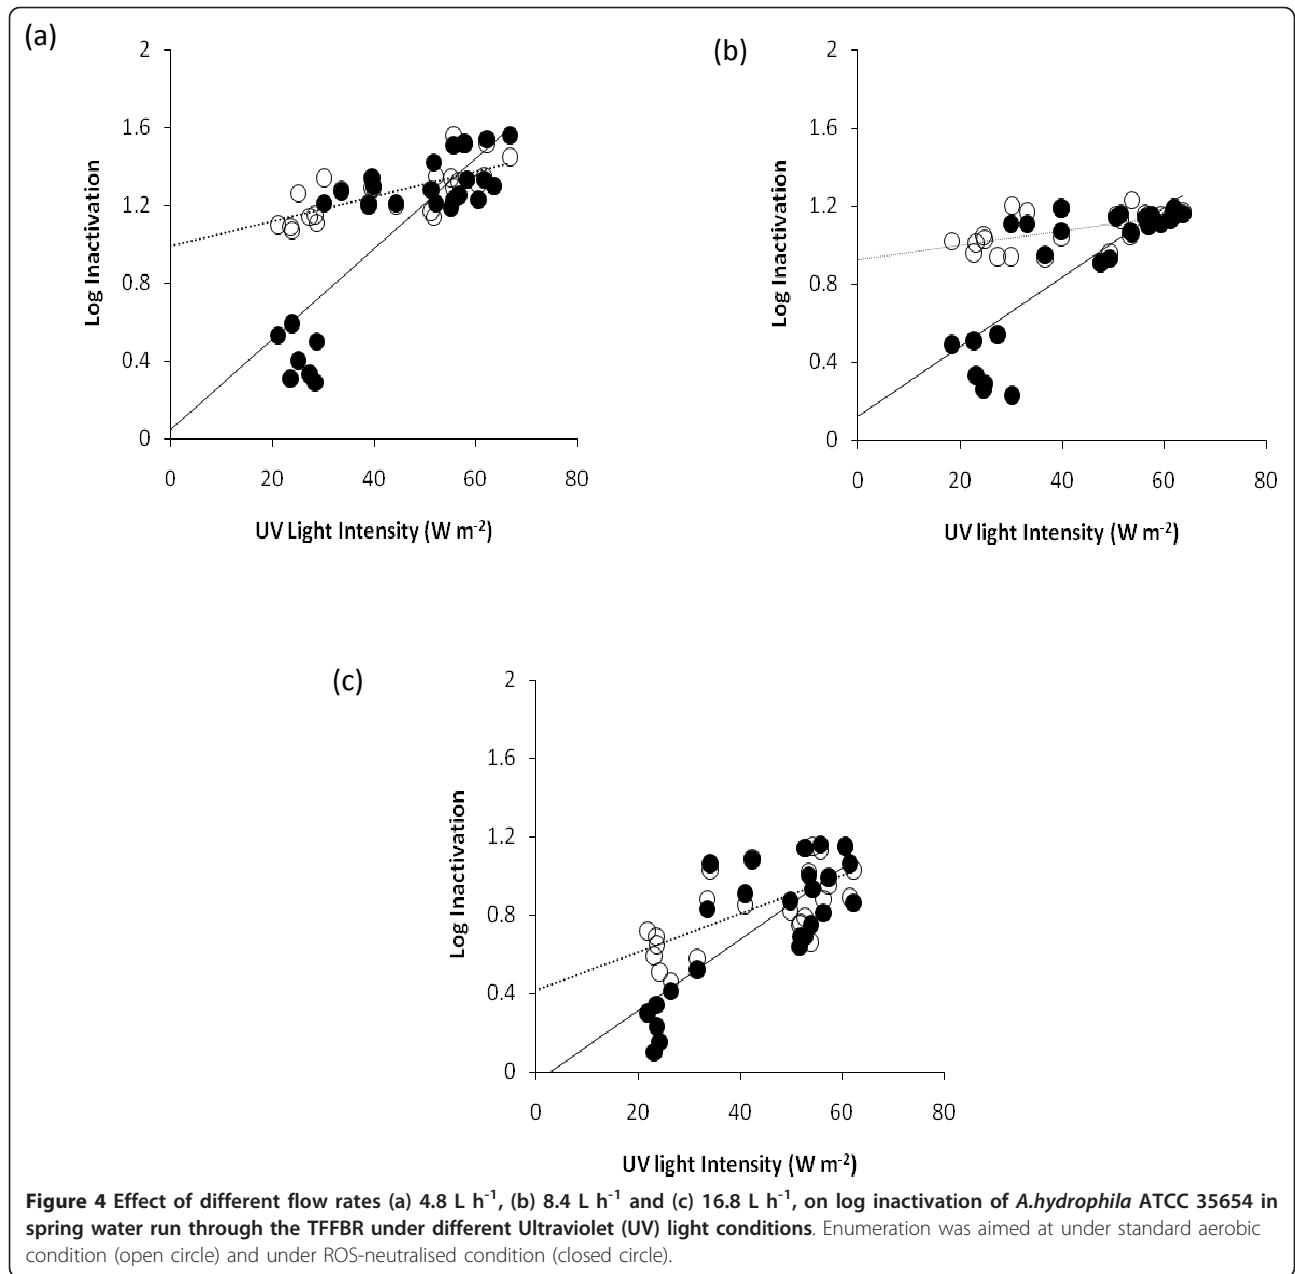 (a)
2
1.6
1.2
0.8
0.4
0
Log Inactivation
0 20 40 60 80
UV Light Intensity (W m⁻²)
(b)
2
1.6
1.2
0.8
0.4
0
Log Inactivation
0 20 40 60 80
UV light Intensity (W m⁻²)
(c)
2
1.6
1.2
0.8
0.4
0
Log Inactivation
0 20 40 60 80
UV light Intensity (W m⁻²)
Figure 4 Effect of different flow rates (a) 4.8 L h⁻¹, (b) 8.4 L h⁻¹ and (c) 16.8 L h⁻¹, on log inactivation of A.hydrophila ATCC 35654 in
spring water run through the TFFBR under different Ultraviolet (UV) light conditions. Enumeration was aimed at under standard aerobic
condition (open circle) and under ROS-neutralised condition (closed circle).